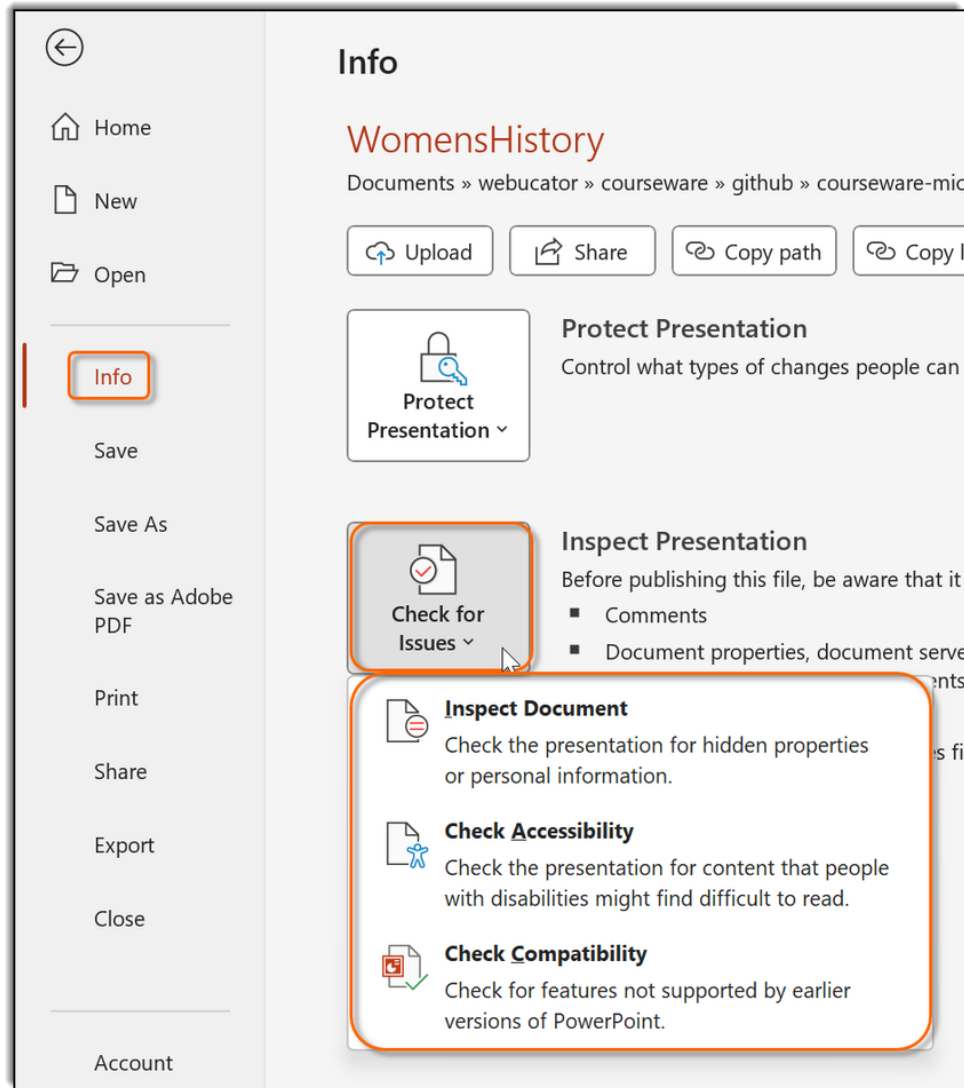 Info
Home
New
Open
Info
Save
Save As
Save as Adobe
PDF
Print
Share
Export
Close
Account
WomensHistory
Documents » webucator » courseware » github » courseware-mic
Upload
Share
Copy path
Copy
Protect
Presentation
Protect Presentation
Control what types of changes people can
Check for
Issues
Inspect Presentation
Before publishing this file, be aware that it
■ Comments
■ Document properties, document serve
Inspect Document
Check the presentation for hidden properties
or personal information.
Check Accessibility
Check the presentation for content that people
with disabilities might find difficult to read.
Check Compatibility
Check for features not supported by earlier
versions of PowerPoint.